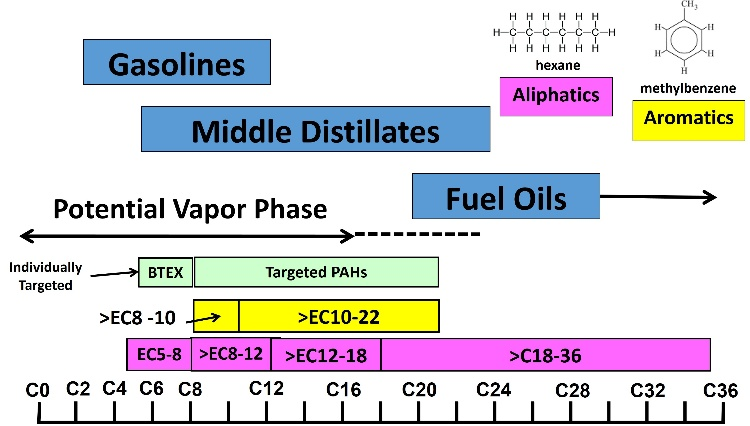 CH₃
H H H H H H
H–C–C–C–C–C–C–H
H H H H H H
H H
H H
H
hexane
methylbenzene
Gasolines
Aliphatics
Aromatics
Middle Distillates
Fuel Oils
Potential Vapor Phase
Individually
Targeted
BTEX
Targeted PAHs
>EC8 -10
>EC10-22
EC5-8
>EC8-12
>EC12-18
>C18-36
C0 C2 C4 C6 C8 C12 C16 C20 C24 C28 C32 C36